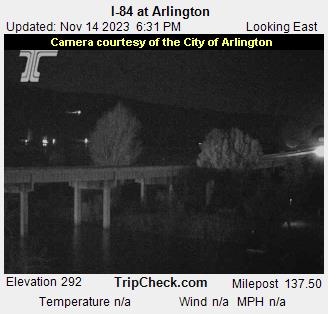 I-84 at Arlington
Updated: Nov 14 2023 6:31 PM Looking East
Camera courtesy of the City of Arlington
Elevation 292 TripCheck.com Milepost 137.50
Temperature n/a Wind n/a MPH n/a